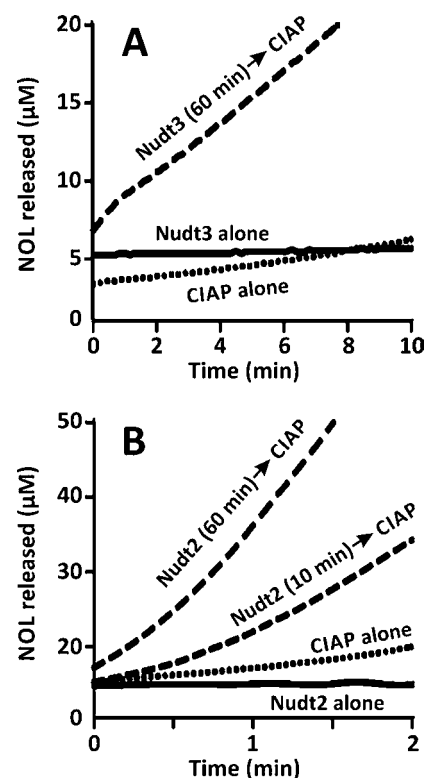 A
NOL released (µM)
20
15
10
5
0
Nudt3 (60 min) → CIAP
Nudt3 alone
CIAP alone
0 2 4 6 8 10
Time (min)
B
NOL released (µM)
50
40
30
20
10
0
Nudt2 (60 min) → CIAP
Nudt2 (10 min) → CIAP
CIAP alone
Nudt2 alone
0 1 2
Time (min)